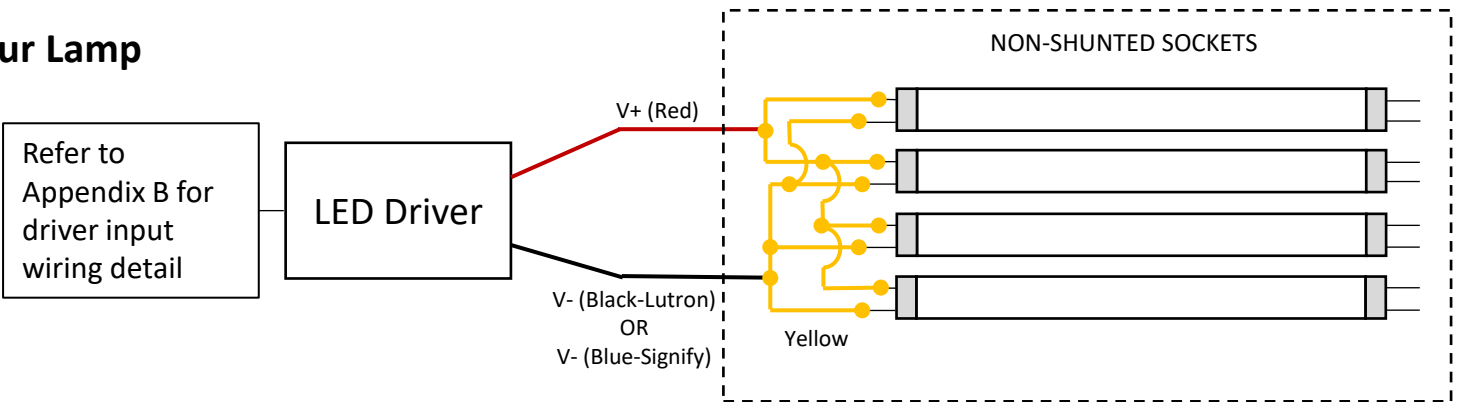 ur Lamp
NON-SHUNTED SOCKETS
V+ (Red)
Refer to
Appendix B for
driver input
wiring detail
LED Driver
V- (Black-Lutron)
OR
V- (Blue-Signify)
Yellow